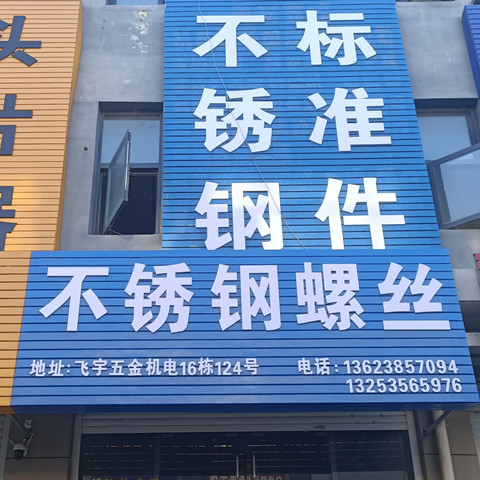 不标
锈准
钢件
不锈钢螺丝
地址:飞宇五金机电16栋124号
电话:13623857094
13253565976